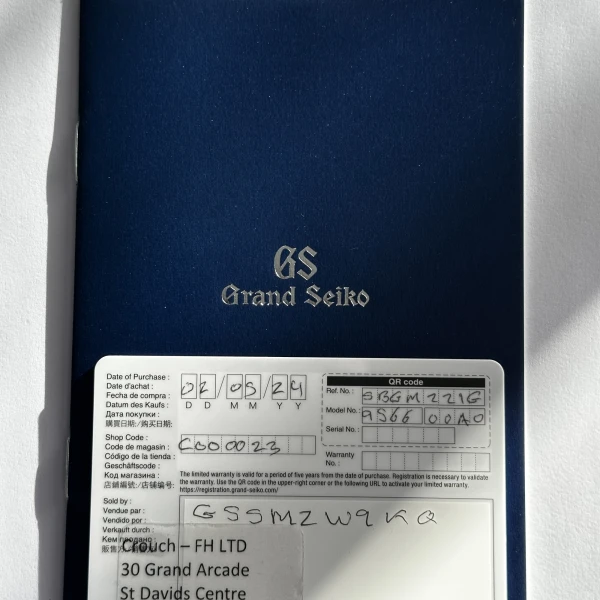 GS
Grand Seiko
Date of Purchase :
Date d'achat :
Fecha de compra :
Datum des Kaufs :
Дата покупки :
購買日期:/购买日期:
02/05/24
D D M M Y Y
QR code
Ref. No. : SBGM221G
Model No. : 9S66 00A0
Serial No. :
Shop Code :
Code de magasin :
Código de la tienda :
Geschäftscode :
Код магазина :
店鋪編號:/店铺编号:
C000023
Warranty
No. :
The limited warranty is valid for a period of five years from the date of purchase. Registration is necessary to validate
the warranty. Use the QR code in the upper-right corner or the following URL to activate your limited warranty.
https://registration.grand-seiko.com/
Sold by :
Vendue par :
Vendido por :
Verkauft durch :
Кем продано :
GSSMZW9KQ
Crouch – FH LTD
30 Grand Arcade
St Davids Centre